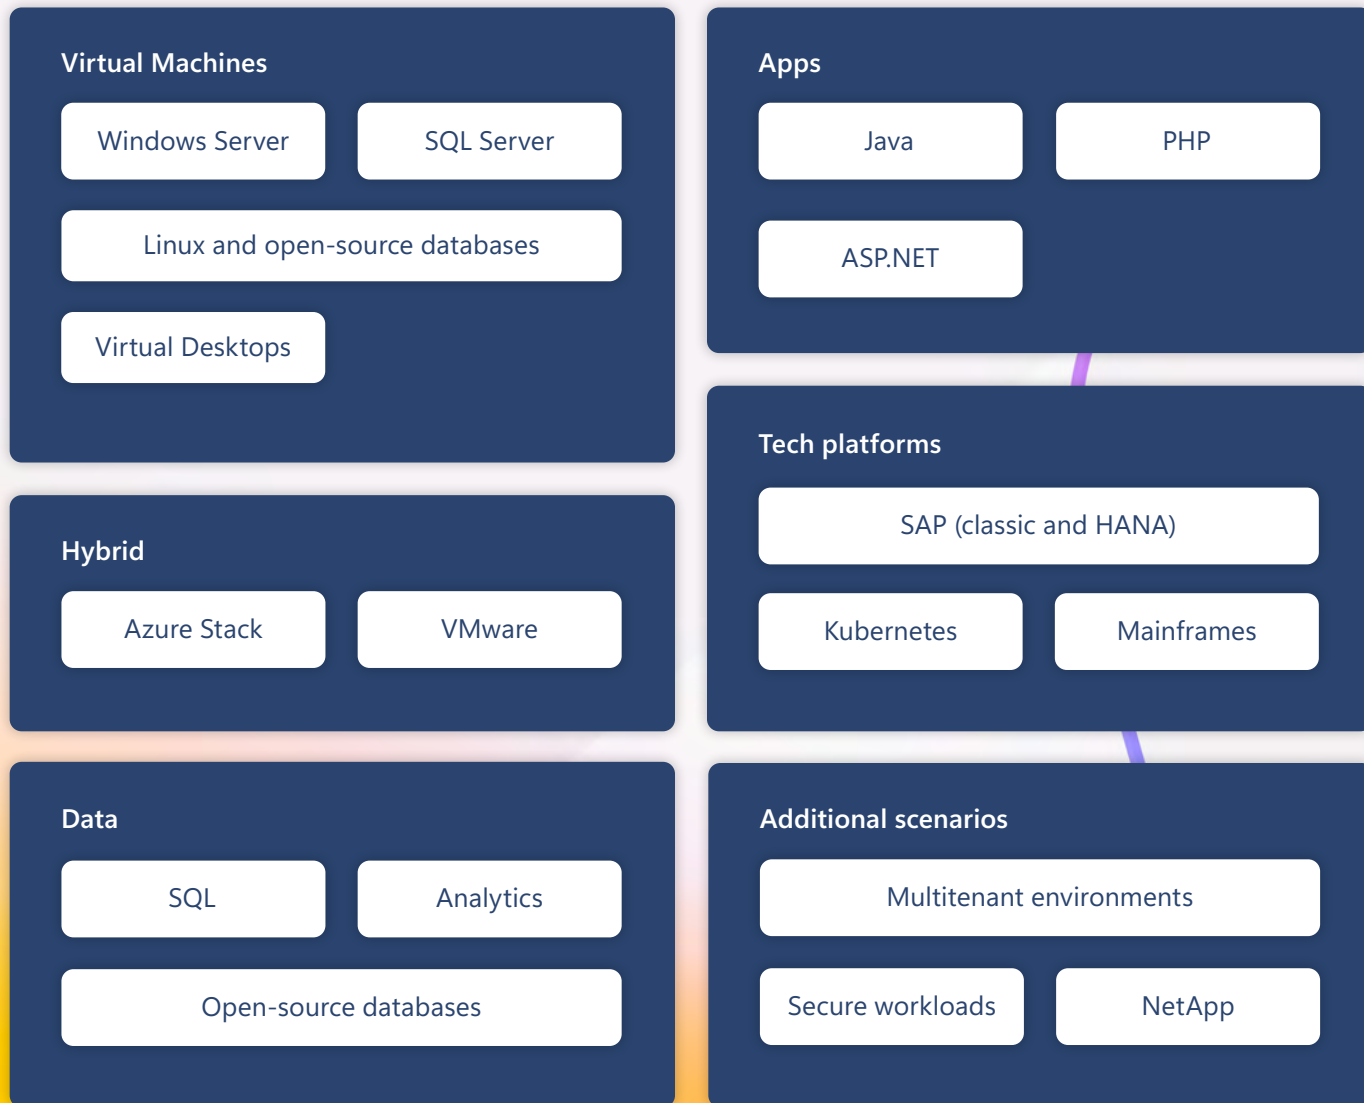 Virtual Machines
Windows Server
SQL Server
Linux and open-source databases
Virtual Desktops
Hybrid
Azure Stack
VMware
Data
SQL
Analytics
Open-source databases
Apps
Java
PHP
ASP.NET
Tech platforms
SAP (classic and HANA)
Kubernetes
Mainframes
Additional scenarios
Multitenant environments
Secure workloads
NetApp